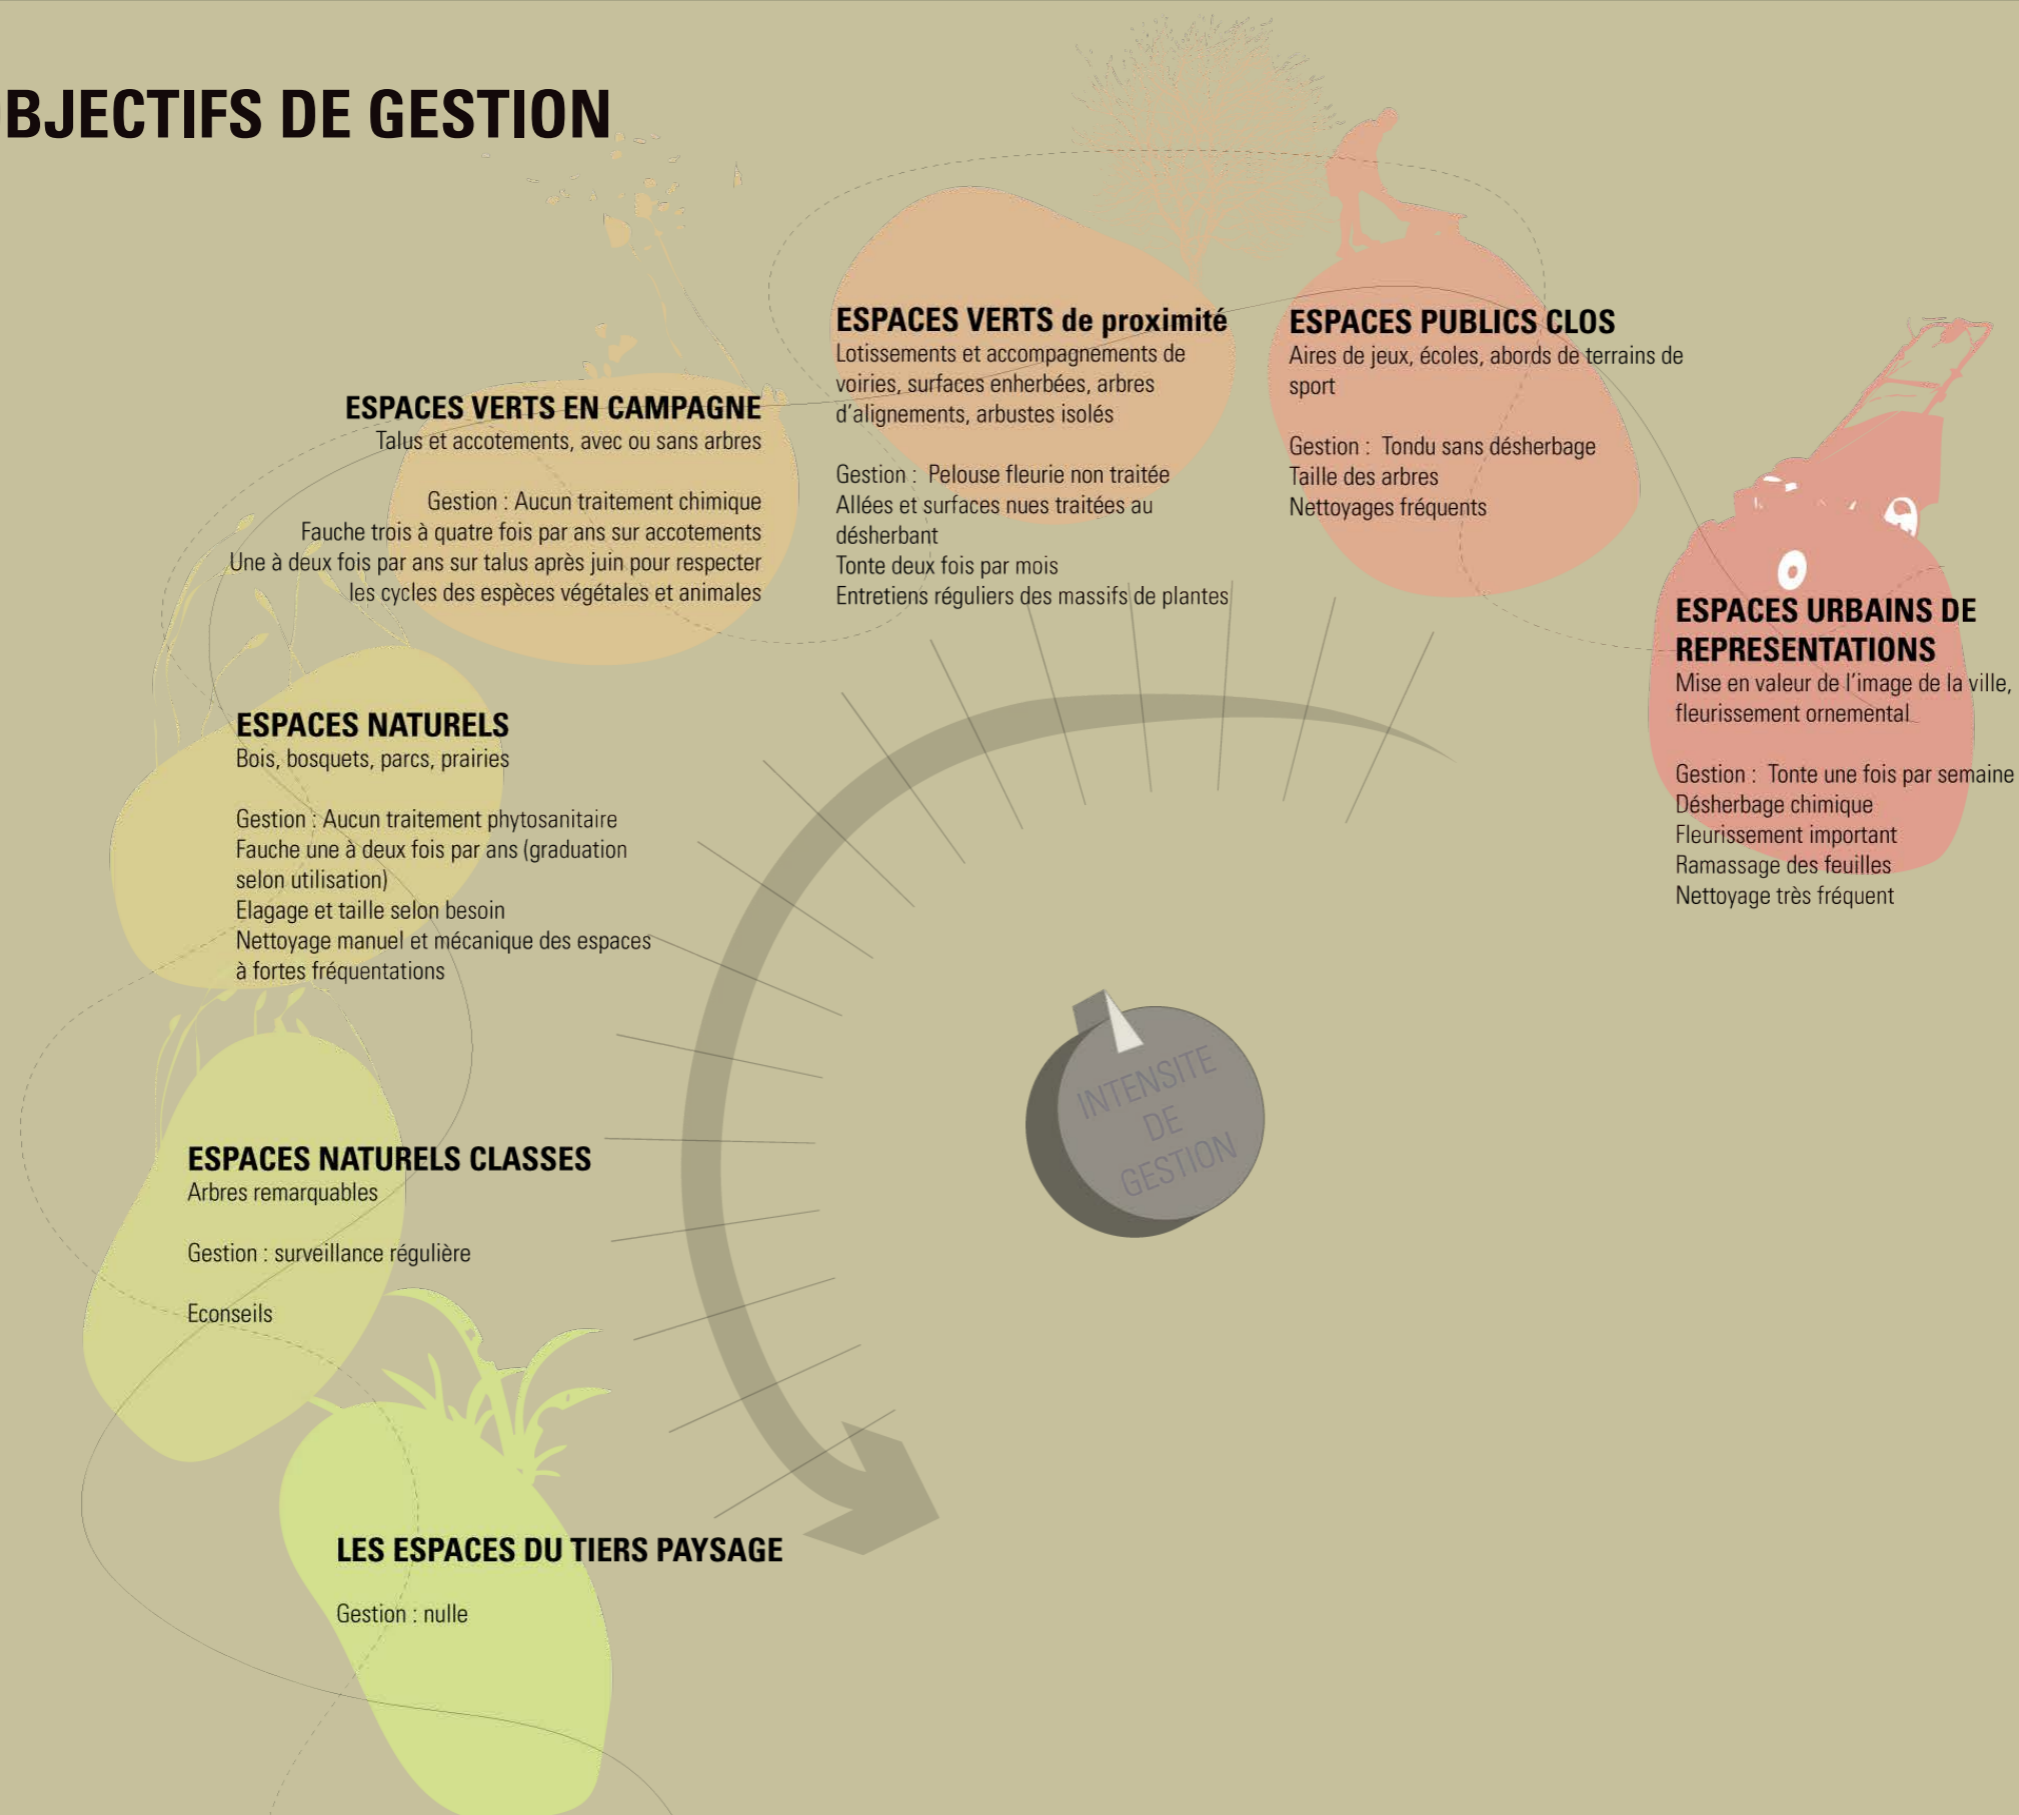 BJECTIFS DE GESTION
ESPACES VERTS EN CAMPAGNE
Talus et accotements, avec ou sans arbres
Gestion : Aucun traitement chimique
Fauche trois à quatre fois par ans sur accotements
Une à deux fois par ans sur talus après juin pour respecter
les cycles des espèces végétales et animales
ESPACES VERTS de proximité
Lotissements et accompagnements de
voiries, surfaces enherbées, arbres
d'alignements, arbustes isolés
Gestion : Pelouse fleurie non traitée
Allées et surfaces nues traitées au
désherbant
Tonte deux fois par mois
Entretiens réguliers des massifs de plantes
ESPACES PUBLICS CLOS
Aires de jeux, écoles, abords de terrains de
sport
Gestion : Tondu sans désherbage
Taille des arbres
Nettoyages fréquents
ESPACES URBAINS DE
REPRESENTATIONS
Mise en valeur de l'image de la ville,
fleurissement ornemental
Gestion : Tonte une fois par semaine
Désherbage chimique
Fleurissement important
Ramassage des feuilles
Nettoyage très fréquent
ESPACES NATURELS
Bois, bosquets, parcs, prairies
Gestion : Aucun traitement phytosanitaire
Fauche une à deux fois par ans (graduation
selon utilisation)
Elagage et taille selon besoin
Nettoyage manuel et mécanique des espaces
à fortes fréquentations
INTENSITE
DE
GESTION
ESPACES NATURELS CLASSES
Arbres remarquables
Gestion : surveillance régulière
Econseils
LES ESPACES DU TIERS PAYSAGE
Gestion : nulle